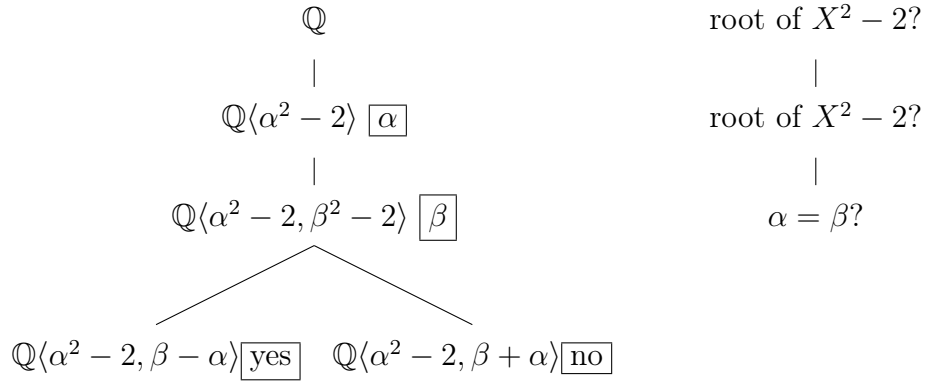 ℚ root of X² − 2?
ℚ⟨α² − 2⟩ α root of X² − 2?
ℚ⟨α² − 2, β² − 2⟩ β α = β?
ℚ⟨α² − 2, β − α⟩ yes ℚ⟨α² − 2, β + α⟩ no